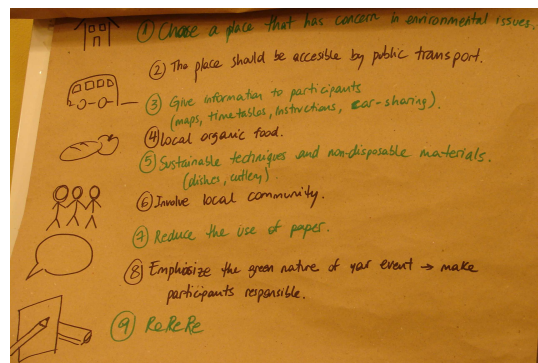 ① Chose a place that has concern in environmental issues.
② The place should be accesible by public transport.
③ Give information to participants
(maps, timetables, instructions, car-sharing).
④ local organic food.
⑤ Sustainable techniques and non-disposable materials.
(dishes, cutlery).
⑥ Involve local community.
⑦ Reduce the use of paper.
⑧ Emphasize the green nature of your event → make
participants responsible.
⑨ ReReRe